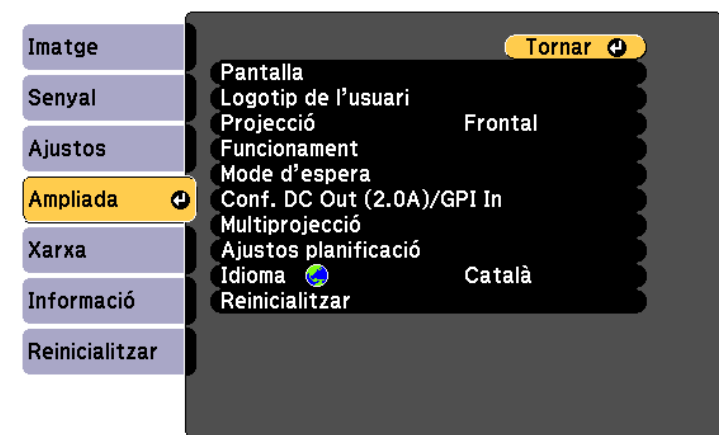 Imatge
Senyal
Ajustos
Ampliada
Xarxa
Informació
Reinicialitzar
Tornar
Pantalla
Logotip de l'usuari
Projecció Frontal
Funcionament
Mode d'espera
Conf. DC Out (2.0A)/GPI In
Multiprojecció
Ajustos planificació
Idioma Català
Reinicialitzar